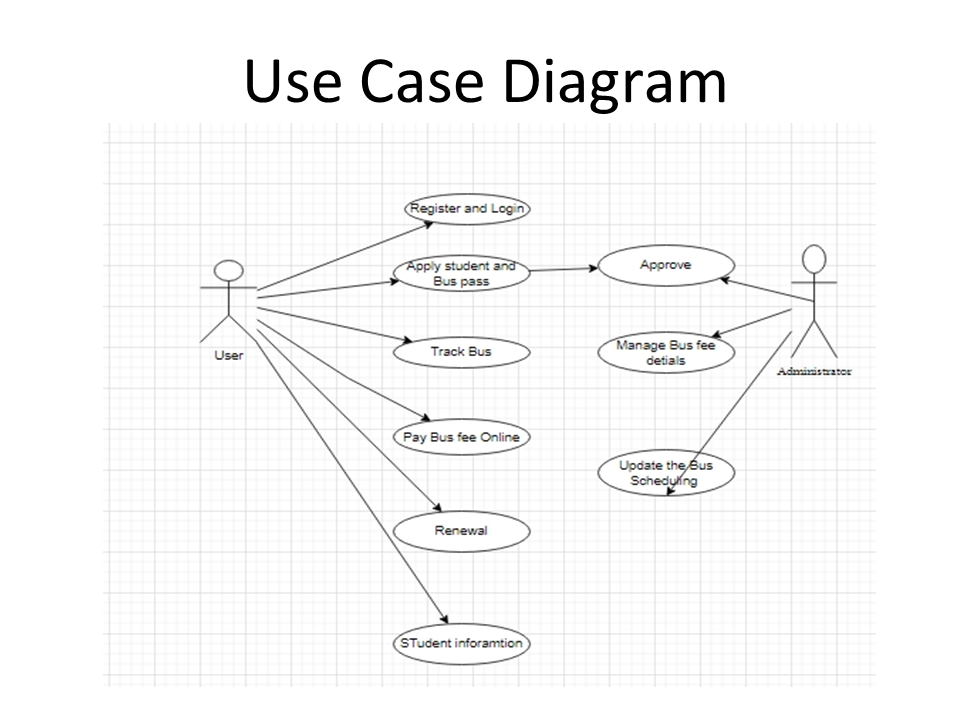 Use Case Diagram
Register and Login
Apply student and
Bus pass
Approve
User
Track Bus
Manage Bus fee
detials
Administrator
Pay Bus fee Online
Update the Bus
Scheduling
Renewal
STudent inforamtion